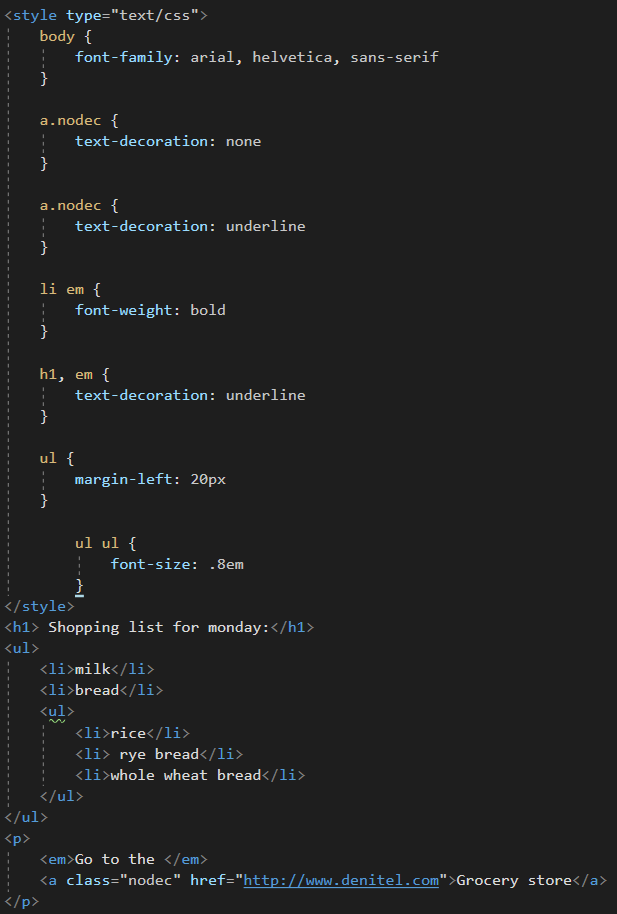 <style type="text/css">
    body {
        font-family: arial, helvetica, sans-serif
    }

    a.nodec {
        text-decoration: none
    }

    a.nodec {
        text-decoration: underline
    }

    li em {
        font-weight: bold
    }

    h1, em {
        text-decoration: underline
    }

    ul {
        margin-left: 20px
    }

        ul ul {
            font-size: .8em
        }
</style>
<h1> Shopping list for monday:</h1>
<ul>
    <li>milk</li>
    <li>bread</li>
    <ul>
        <li>rice</li>
        <li> rye bread</li>
        <li>whole wheat bread</li>
    </ul>
</ul>
<p>
    <em>Go to the </em>
    <a class="nodec" href="http://www.denitel.com">Grocery store</a>
</p>